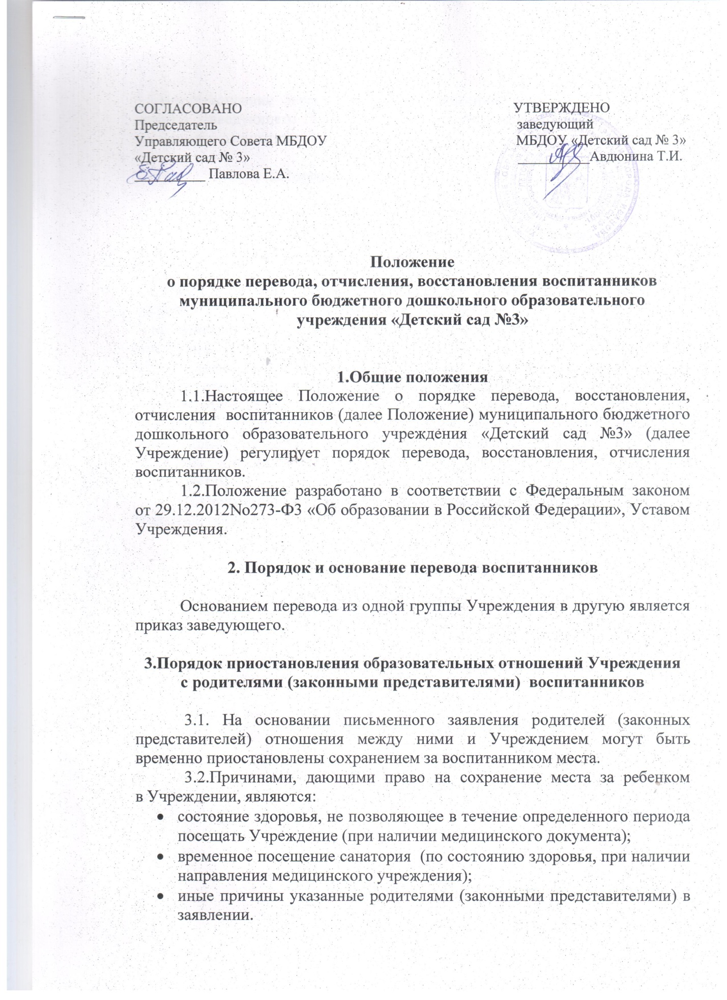 СОГЛАСОВАНО
Председатель
Управляющего Совета МБДОУ
«Детский сад № 3»
__________ Павлова Е.А.
УТВЕРЖДЕНО
заведующий
МБДОУ «Детский сад № 3»
__________Авдюнина Т.И.
Положение
о порядке перевода, отчисления, восстановления воспитанников
муниципального бюджетного дошкольного образовательного
учреждения «Детский сад №3»
1.Общие положения
1.1.Настоящее Положение о порядке перевода, восстановления,
отчисления воспитанников (далее Положение) муниципального бюджетного
дошкольного образовательного учреждения «Детский сад №3» (далее
Учреждение) регулирует порядок перевода, восстановления, отчисления
воспитанников.
1.2.Положение разработано в соответствии с Федеральным законом
от 29.12.2012No273-ФЗ «Об образовании в Российской Федерации», Уставом
Учреждения.
2. Порядок и основание перевода воспитанников
Основанием перевода из одной группы Учреждения в другую является
приказ заведующего.
3.Порядок приостановления образовательных отношений Учреждения
с родителями (законными представителями) воспитанников
3.1. На основании письменного заявления родителей (законных
представителей) отношения между ними и Учреждением могут быть
временно приостановлены сохранением за воспитанником места.
3.2.Причинами, дающими право на сохранение места за ребенком
в Учреждении, являются:
• состояние здоровья, не позволяющее в течение определенного периода
посещать Учреждение (при наличии медицинского документа);
• временное посещение санатория (по состоянию здоровья, при наличии
направления медицинского учреждения);
• иные причины указанные родителями (законными представителями) в
заявлении.